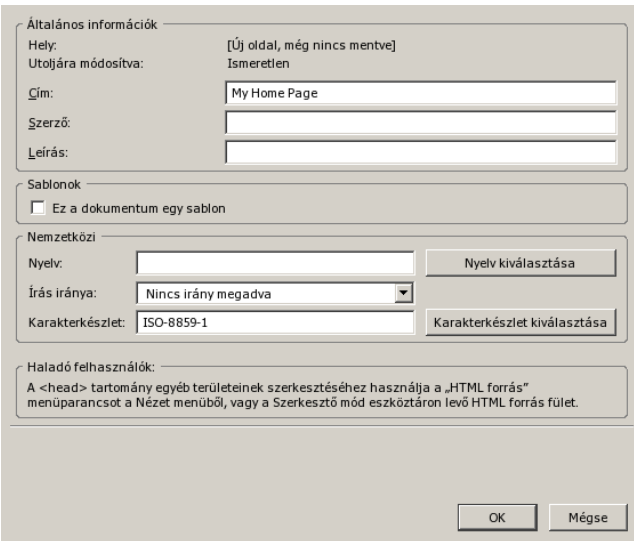 Általános információk
Hely: [Új oldal, még nincs mentve]
Utoljára módosítva: Ismeretlen
Cím: My Home Page
Szerző:
Leírás:
Sablonok
Ez a dokumentum egy sablon
Nemzetközi
Nyelv: Nyelv kiválasztása
Írás iránya: Nincs irány megadva
Karakterkészlet: ISO-8859-1 Karakterkészlet kiválasztása
Haladó felhasználók:
A <head> tartomány egyéb területeinek szerkesztéséhez használja a „HTML forrás”
menüparancsot a Nézet menüből, vagy a Szerkesztő mód eszköztáron levő HTML forrás fület.
OK Mégse